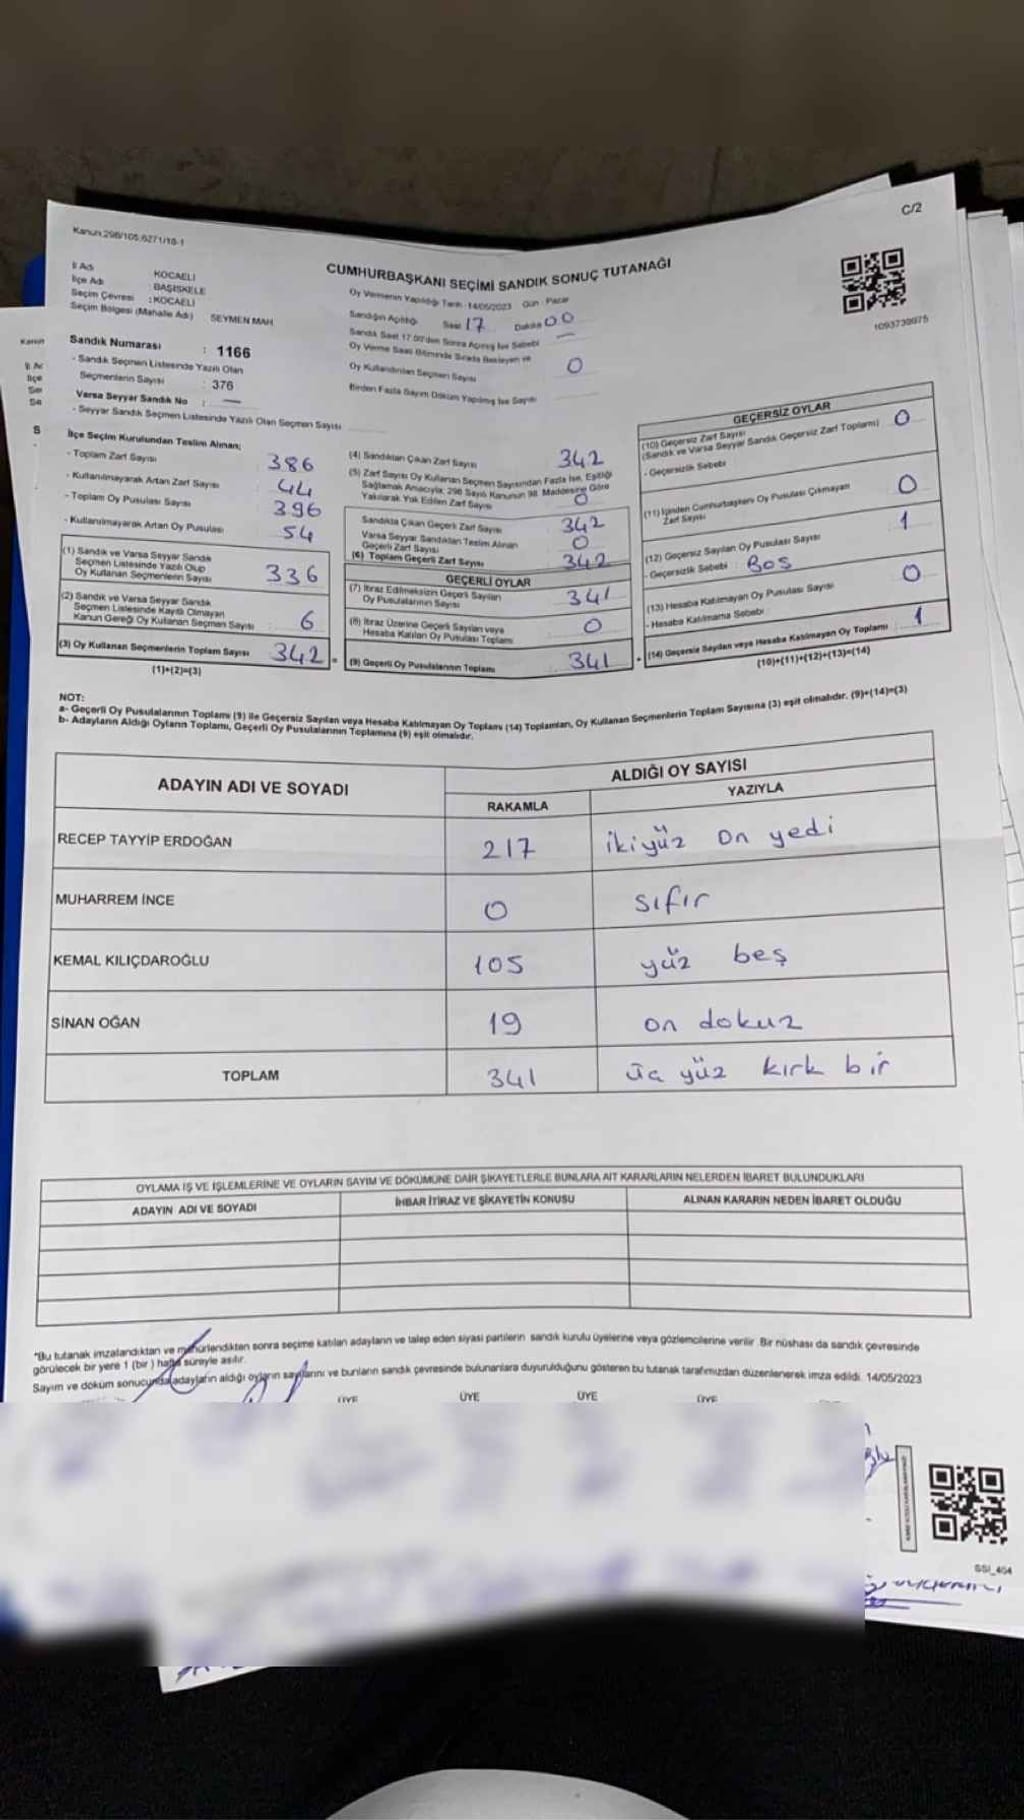 C/2
Kanun 298/105;6271/18-1
CUMHURBAŞKANI SEÇİMİ SANDIK SONUÇ TUTANAĞI
İl Adı KOCAELİ
İlçe Adı BAŞİSKELE
Seçim Çevresi : KOCAELİ
Seçim Bölgesi (Mahalle Adı) SEYMEN MAH
Oy Vermenin Yapıldığı Tarih : 14/05/2023 Gün : Pazar
Sandığın Açıldığı Saat 17 Dakika 00
Sandık Saat 17.00'den Sonra Açılmış İse Sebebi —
Oy Verme Saati Bitiminde Sırada Bekleyen ve
Oy Kullandırılan Seçmen Sayısı 0
Birden Fazla Sayım Döküm Yapılmış İse Sayısı
1093739975
Sandık Numarası : 1166
- Sandık Seçmen Listesinde Yazılı Olan
Seçmenlerin Sayısı : 376
Varsa Seyyar Sandık No : —
- Seyyar Sandık Seçmen Listesinde Yazılı Olan Seçmen Sayısı
İlçe Seçim Kurulundan Teslim Alınan;
- Toplam Zarf Sayısı 386
- Kullanılmayarak Artan Zarf Sayısı 44
- Toplam Oy Pusulası Sayısı 396
- Kullanılmayarak Artan Oy Pusulası 54
(1) Sandık ve Varsa Seyyar Sandık
Seçmen Listesinde Yazılı Olup
Oy Kullanan Seçmenlerin Sayısı 336
(2) Sandık ve Varsa Seyyar Sandık
Seçmen Listesinde Kayıtlı Olmayan
Kanun Gereği Oy Kullanan Seçmen Sayısı 6
(3) Oy Kullanan Seçmenlerin Toplam Sayısı 342
(1)+(2)=(3)
(4) Sandıktan Çıkan Zarf Sayısı 342
(5) Zarf Sayısı Oy Kullanan Seçmen Sayısından Fazla İse, Eşitliği
Sağlamak Amacıyla; 298 Sayılı Kanunun 98. Maddesine Göre
Yakılarak Yok Edilen Zarf Sayısı 0
Sandıkta Çıkan Geçerli Zarf Sayısı 342
Varsa Seyyar Sandıktan Teslim Alınan
Geçerli Zarf Sayısı 0
(6) Toplam Geçerli Zarf Sayısı 342
GEÇERLİ OYLAR
(7) İtiraz Edilmeksizin Geçerli Sayılan
Oy Pusulalarının Sayısı 341
(8) İtiraz Üzerine Geçerli Sayılan veya
Hesaba Katılan Oy Pusulası Toplamı 0
(9) Geçerli Oy Pusulalarının Toplamı 341
GEÇERSİZ OYLAR
(10) Geçersiz Zarf Sayısı 0
(Sandık ve Varsa Seyyar Sandık Geçersiz Zarf Toplamı)
- Geçersizlik Sebebi
(11) İçinden Cumhurbaşkanı Oy Pusulası Çıkmayan
Zarf Sayısı 0
(12) Geçersiz Sayılan Oy Pusulası Sayısı 1
- Geçersizlik Sebebi : Boş
(13) Hesaba Katılmayan Oy Pusulası Sayısı 0
- Hesaba Katılmama Sebebi :
(14) Geçersiz Sayılan veya Hesaba Katılmayan Oy Toplamı 1
(10)+(11)+(12)+(13)=(14)
NOT:
a- Geçerli Oy Pusulalarının Toplamı (9) ile Geçersiz Sayılan veya Hesaba Katılmayan Oy Toplamı (14) Toplamları, Oy Kullanan Seçmenlerin Toplam Sayısına (3) eşit olmalıdır. (9)+(14)=(3)
b- Adayların Aldığı Oyların Toplamı, Geçerli Oy Pusulalarının Toplamına (9) eşit olmalıdır.
ADAYIN ADI VE SOYADI
ALDIĞI OY SAYISI
RAKAMLA YAZIYLA
RECEP TAYYİP ERDOĞAN 217 ikiyüz on yedi
MUHARREM İNCE 0 sıfır
KEMAL KILIÇDAROĞLU 105 yüz beş
SİNAN OĞAN 19 on dokuz
TOPLAM 341 üç yüz kırk bir
OYLAMA İŞ VE İŞLEMLERİNE VE OYLARIN SAYIM VE DÖKÜMÜNE DAİR ŞİKAYETLERLE BUNLARA AİT KARARLARIN NELERDEN İBARET BULUNDUKLARI
ADAYIN ADI VE SOYADI İHBAR İTİRAZ VE ŞİKAYETİN KONUSU ALINAN KARARIN NEDEN İBARET OLDUĞU
"Bu tutanak imzalandıktan ve mühürlendikten sonra seçime katılan adayların ve talep eden siyasi partilerin sandık kurulu üyelerine veya gözlemcilerine verilir. Bir nüshası da sandık çevresinde
görülecek bir yere 1 (bir) hafta süreyle asılır.
Sayım ve döküm sonucunda adayların aldığı oyların sayılarını ve bunların sandık çevresinde bulunanlara duyurulduğunu gösteren bu tutanak tarafımızdan düzenlenerek imza edildi. 14/05/2023
ÜYE ÜYE ÜYE ÜYE
SSI_404